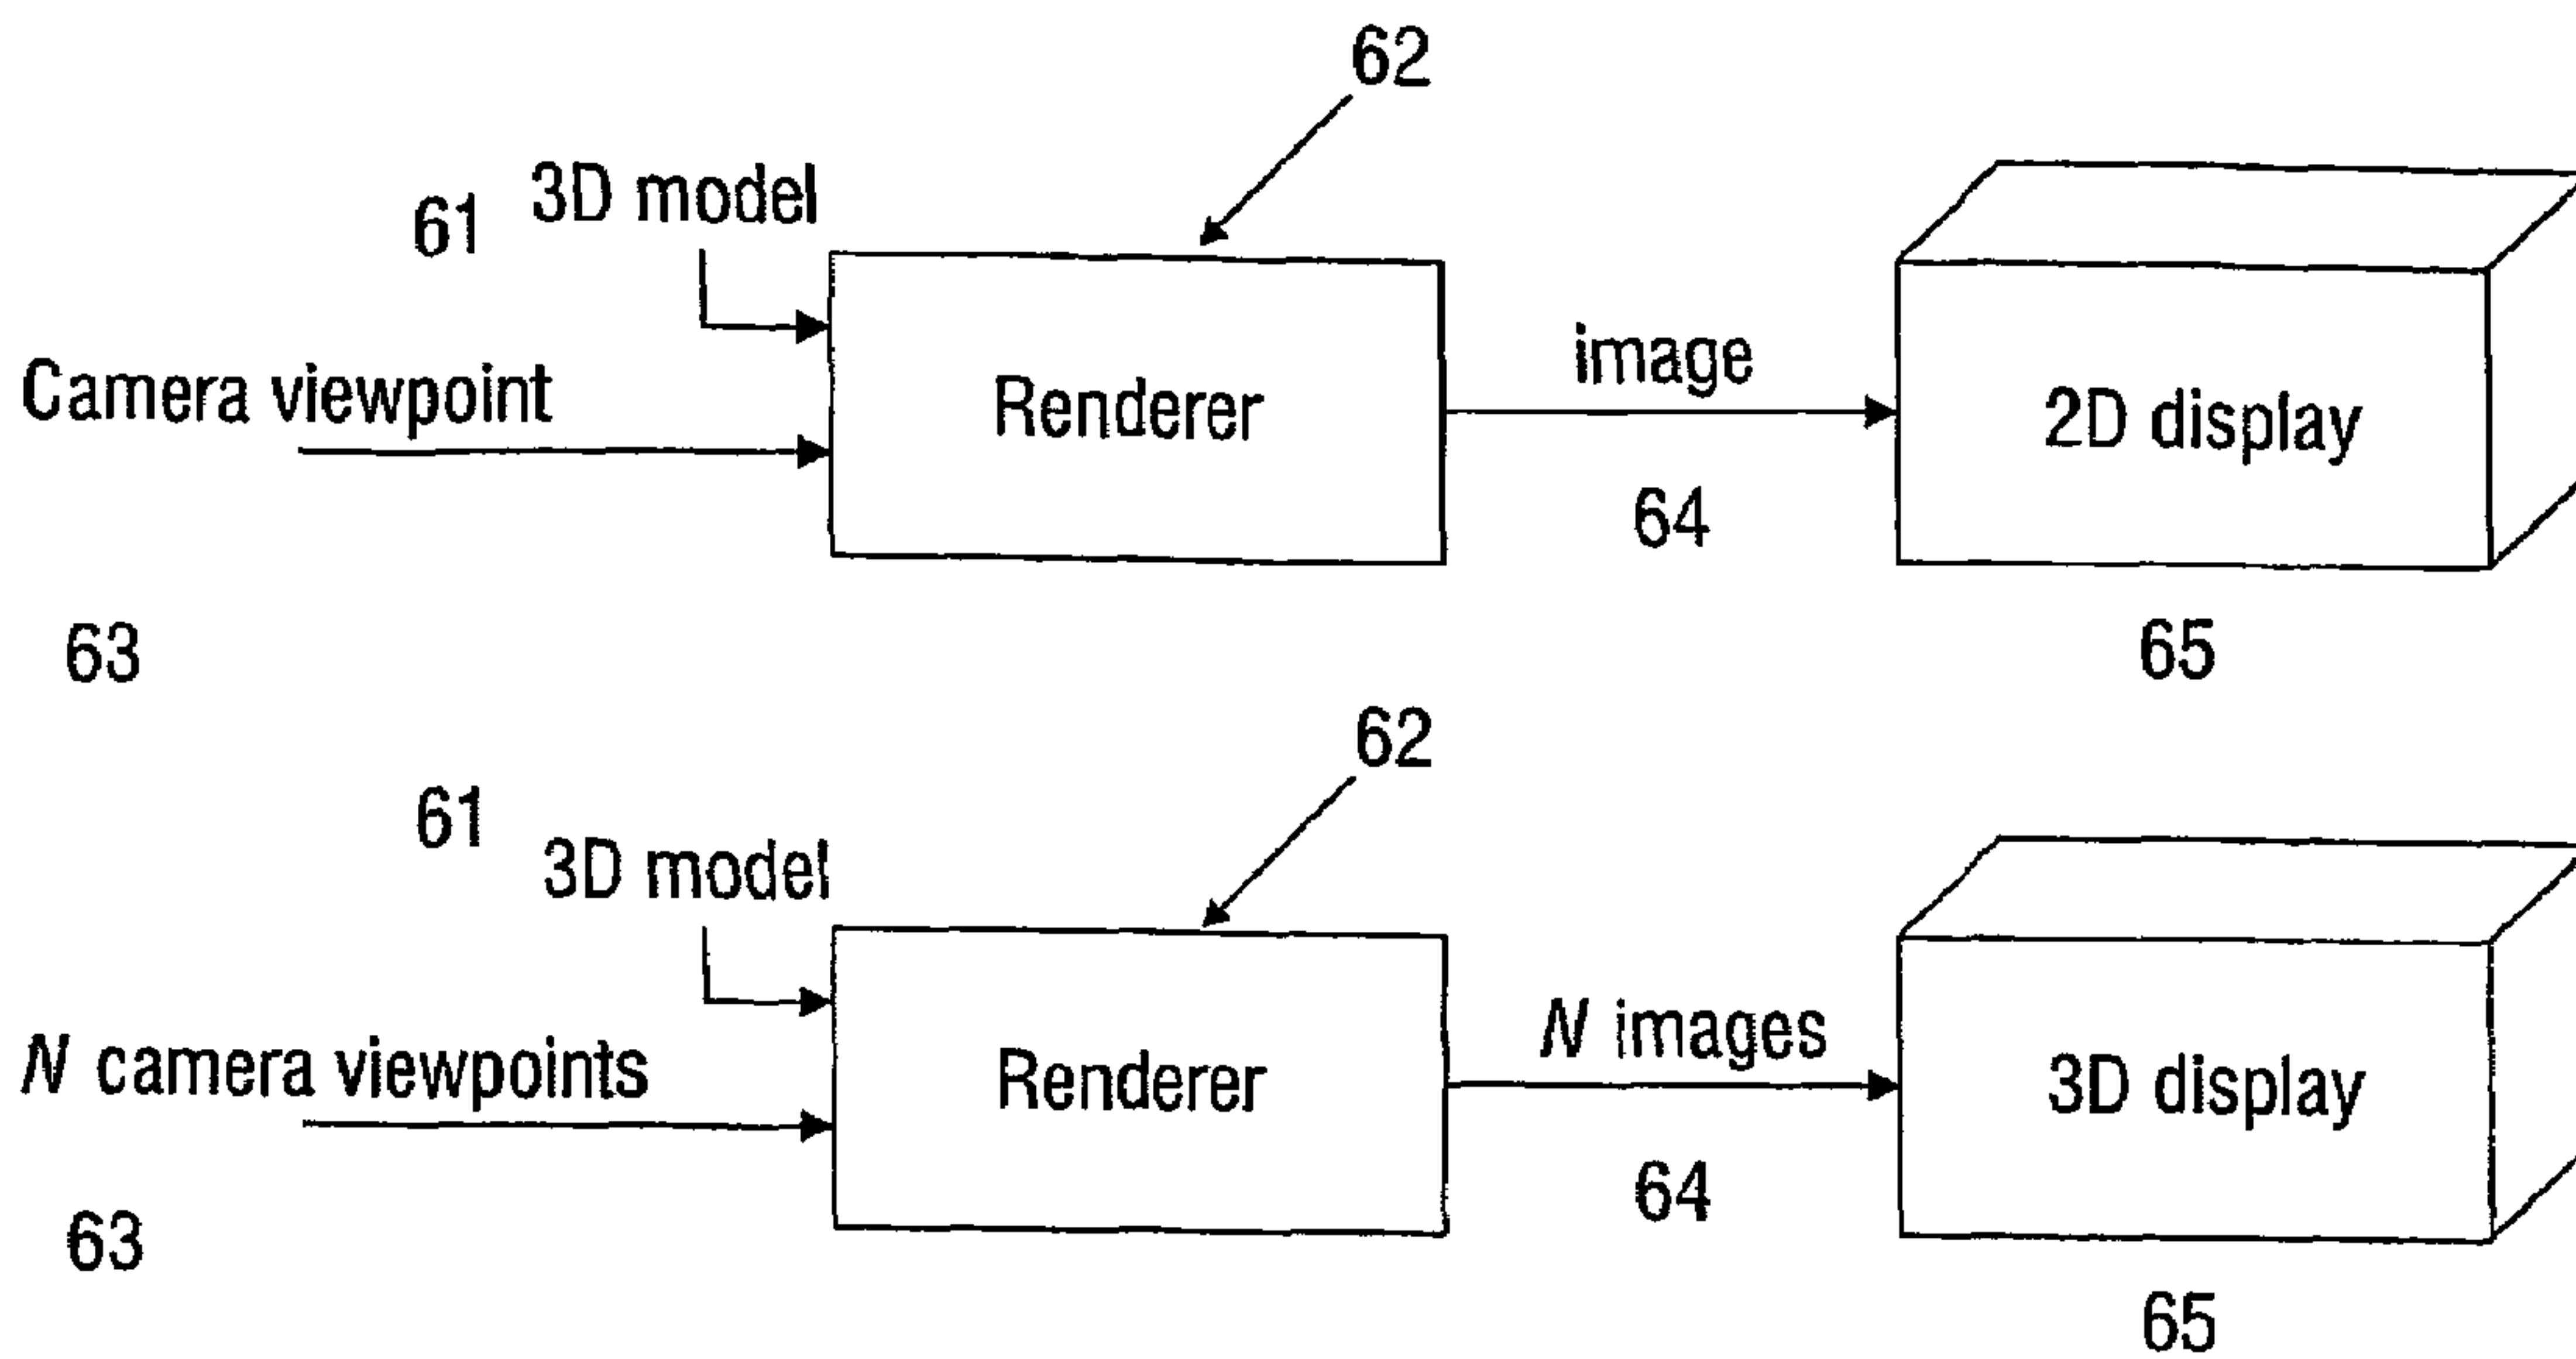 62
61
3D model
Camera viewpoint
Renderer
image
2D display
64
63
65
62
61
3D model
N camera viewpoints
Renderer
N images
3D display
64
63
65